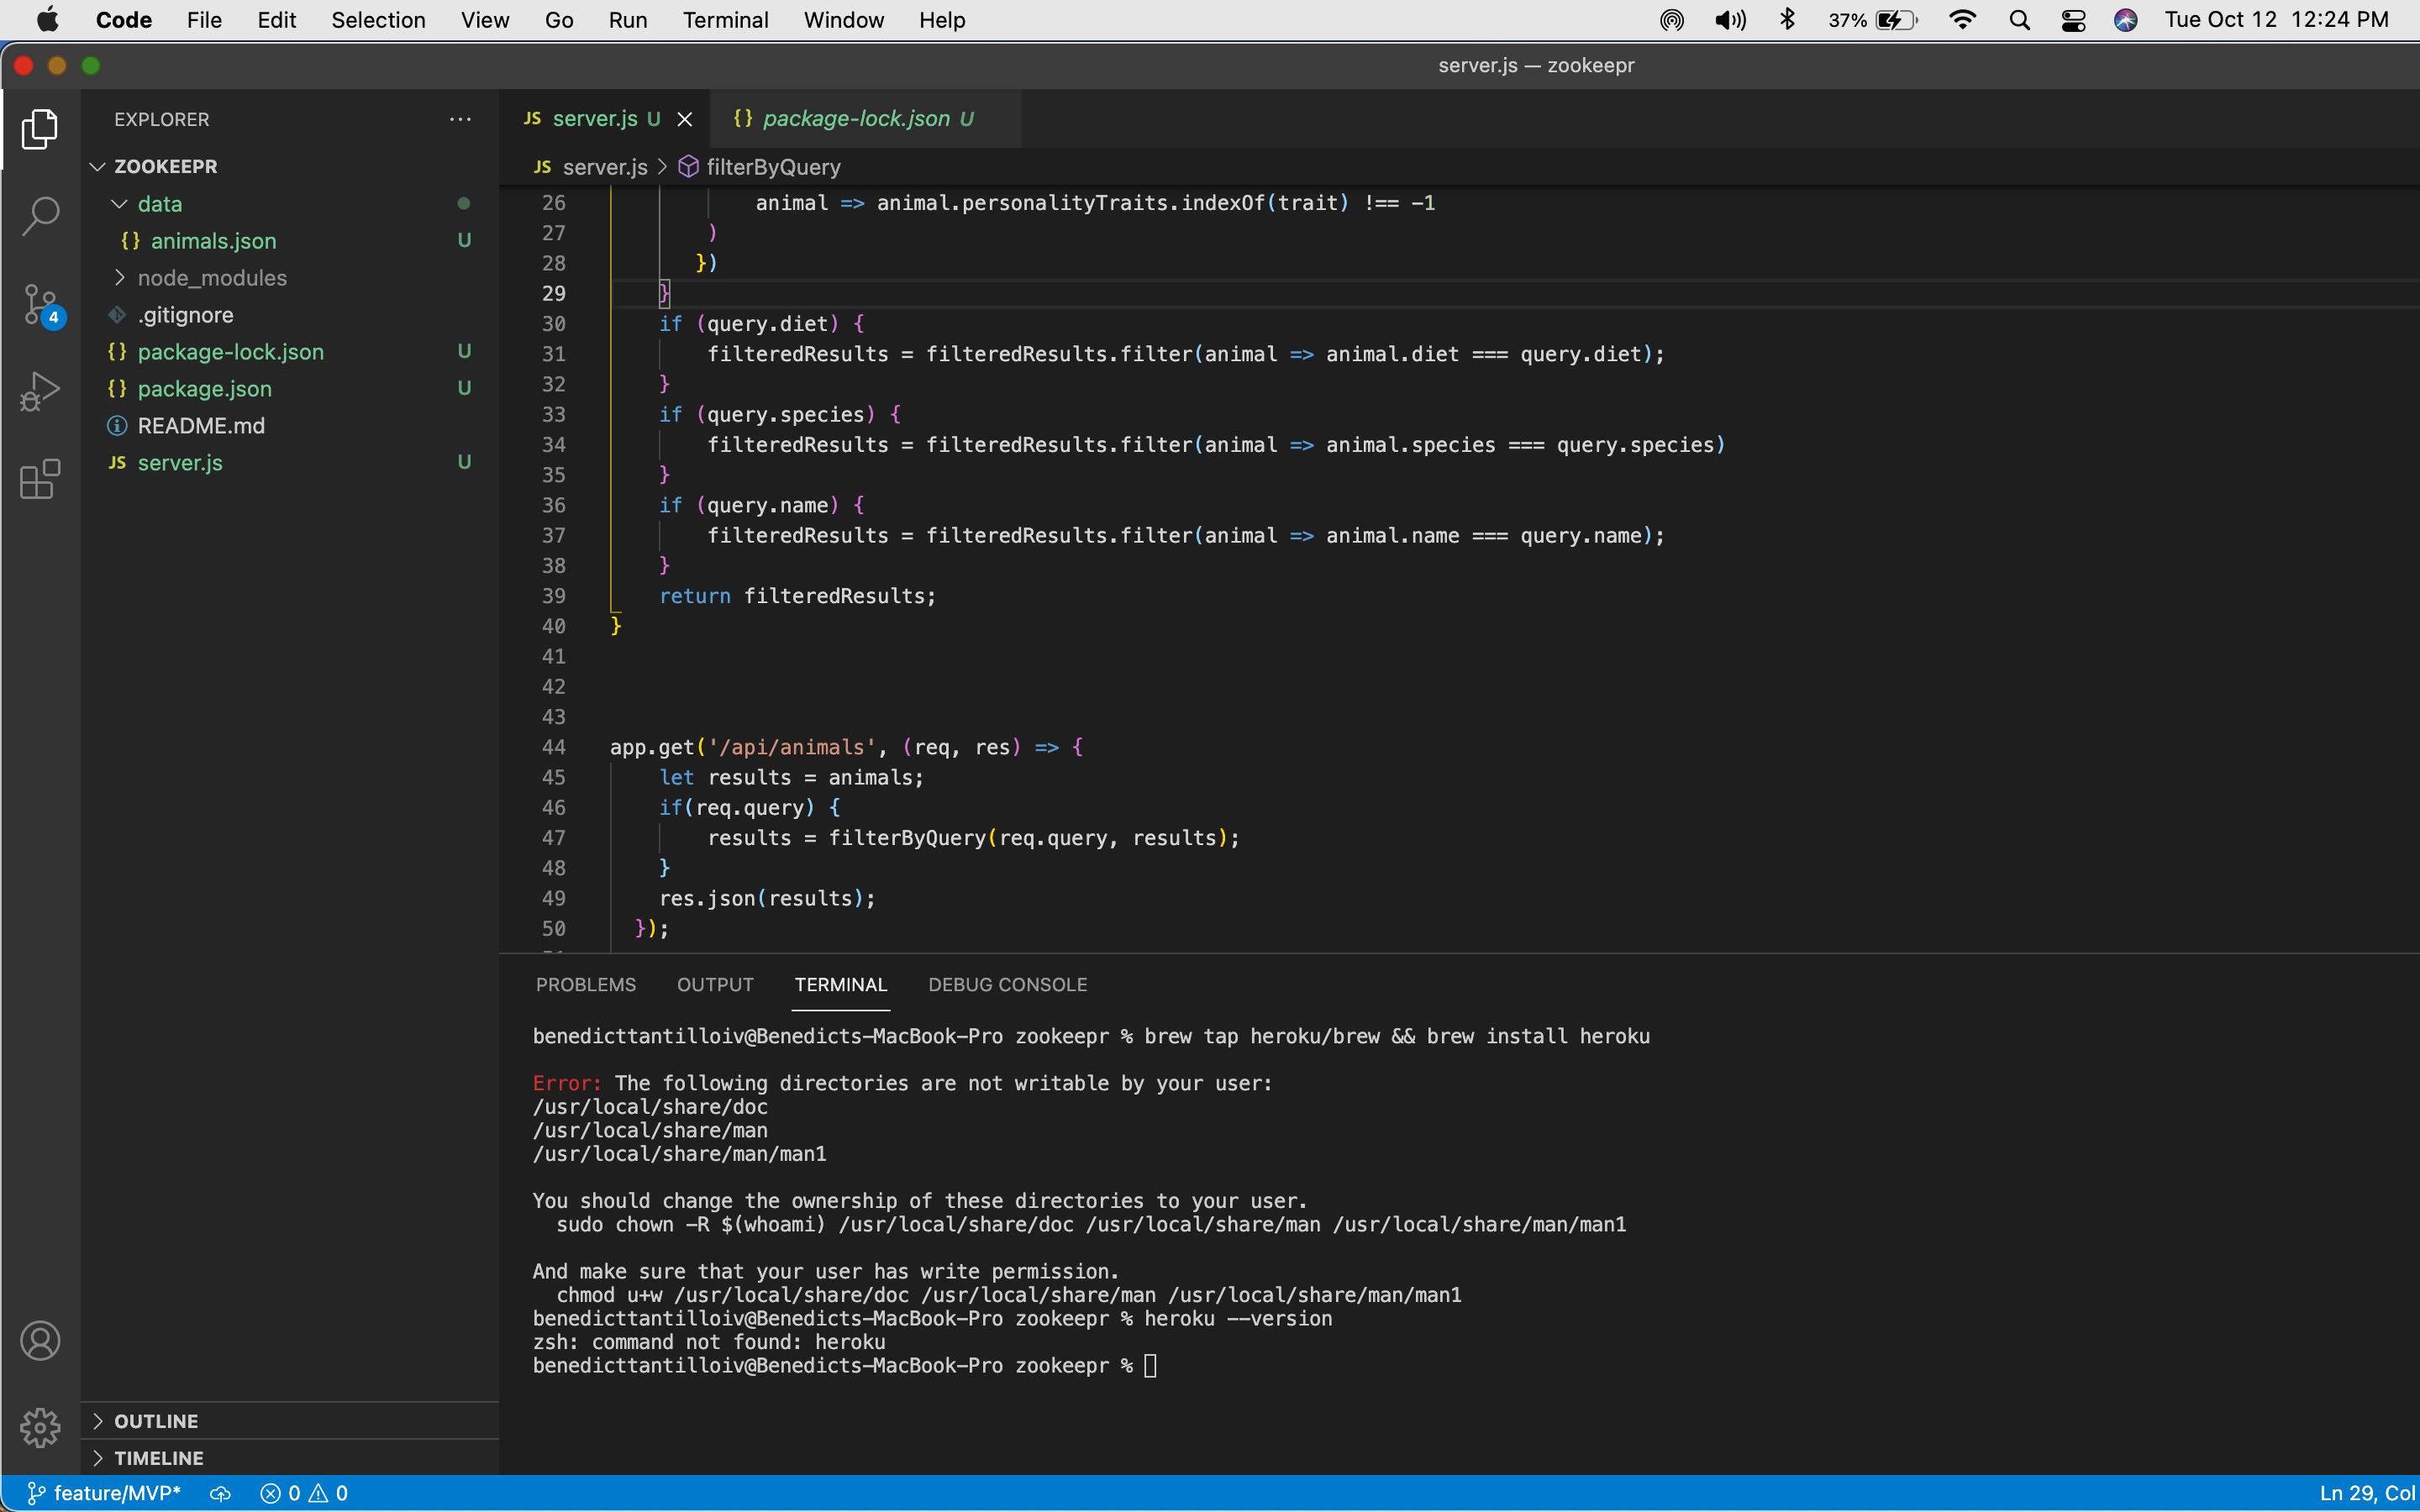 Code File Edit Selection View Go Run Terminal Window Help 37% Tue Oct 12 12:24 PM
server.js — zookeepr
EXPLORER ...
ZOOKEEPR
data
{} animals.json U
node_modules
.gitignore
{} package-lock.json U
{} package.json U
README.md
JS server.js U
4
OUTLINE
TIMELINE
JS server.js U {} package-lock.json U
JS server.js > filterByQuery
26 animal => animal.personalityTraits.indexOf(trait) !== -1
27 )
28 })
29 }
30 if (query.diet) {
31 filteredResults = filteredResults.filter(animal => animal.diet === query.diet);
32 }
33 if (query.species) {
34 filteredResults = filteredResults.filter(animal => animal.species === query.species)
35 }
36 if (query.name) {
37 filteredResults = filteredResults.filter(animal => animal.name === query.name);
38 }
39 return filteredResults;
40 }
41
42
43
44 app.get('/api/animals', (req, res) => {
45 let results = animals;
46 if(req.query) {
47 results = filterByQuery(req.query, results);
48 }
49 res.json(results);
50 });
PROBLEMS OUTPUT TERMINAL DEBUG CONSOLE
benedicttantilloiv@Benedicts-MacBook-Pro zookeepr % brew tap heroku/brew && brew install heroku
Error: The following directories are not writable by your user:
/usr/local/share/doc
/usr/local/share/man
/usr/local/share/man/man1
You should change the ownership of these directories to your user.
sudo chown -R $(whoami) /usr/local/share/doc /usr/local/share/man /usr/local/share/man/man1
And make sure that your user has write permission.
chmod u+w /usr/local/share/doc /usr/local/share/man /usr/local/share/man/man1
benedicttantilloiv@Benedicts-MacBook-Pro zookeepr % heroku --version
zsh: command not found: heroku
benedicttantilloiv@Benedicts-MacBook-Pro zookeepr %
feature/MVP* 0 0 Ln 29, Col